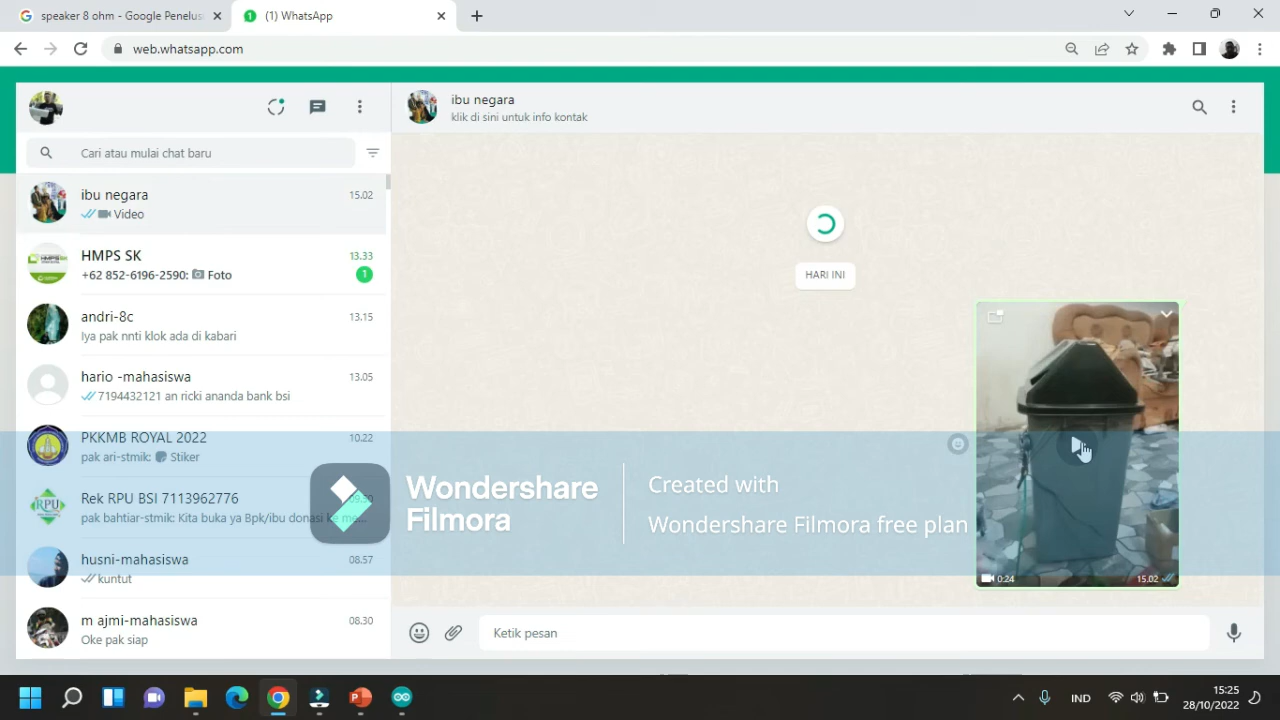 speaker 8 ohm - Google Penelus
(1) WhatsApp
web.whatsapp.com
ibu negara
klik di sini untuk info kontak
Cari atau mulai chat baru
ibu negara
15.02
Video
HMPS SK
13.33
+62 852-6196-2590: Foto
1
andri-8c
13.15
Iya pak nnti klok ada di kabari
hario -mahasiswa
13.05
7194432121 an ricki ananda bank bsi
PKKMB ROYAL 2022
10.22
pak ari-stmik: Stiker
Rek RPU BSI 7113962776
pak bahtiar-stmik: Kita buka ya Bpk/ibu donasi ke me...
husni-mahasiswa
08.57
kuntut
m ajmi-mahasiswa
08.30
Oke pak siap
HARI INI
0:24
15.02
Wondershare
Filmora
Created with
Wondershare Filmora free plan
Ketik pesan
IND
15:25
28/10/2022